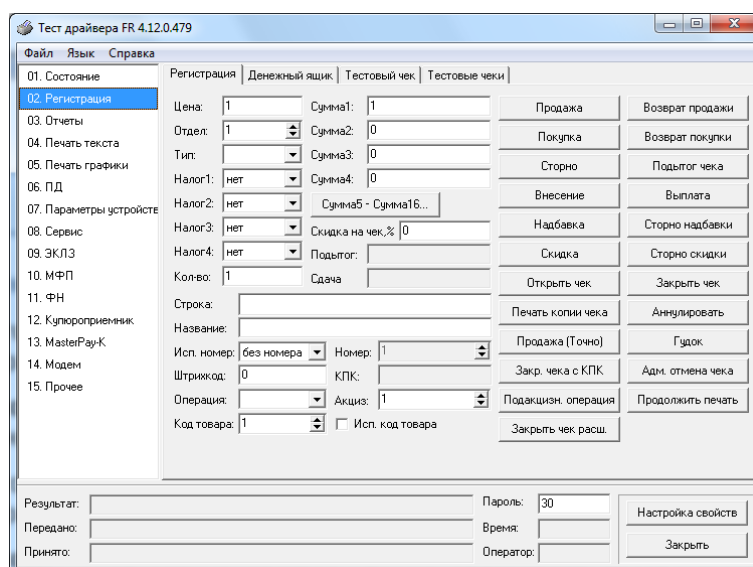 Тест драйвера FR 4.12.0.479
Файл Язык Справка
01. Состояние
02. Регистрация
03. Отчеты
04. Печать текста
05. Печать графики
06. ПД
07. Параметры устройств
08. Сервис
09. ЭКЛЗ
10. МФП
11. ФН
12. Купюроприемник
13. MasterPay-K
14. Модем
15. Прочее
Регистрация Денежный ящик Тестовый чек Тестовые чеки
Цена: 1 Сумма1: 1
Отдел: 1 Сумма2: 0
Тип: Сумма3: 0
Налог1: нет Сумма4: 0
Налог2: нет Сумма5 - Сумма16...
Налог3: нет Скидка на чек,% 0
Налог4: нет Подытог:
Кол-во: 1 Сдача
Строка:
Название:
Исп. номер: без номера Номер: 1
Штрихкод: 0 КПК:
Операция: Акциз: 1
Код товара: 1 Исп. код товара
Продажа Возврат продажи
Покупка Возврат покупки
Сторно Подытог чека
Внесение Выплата
Надбавка Сторно надбавки
Скидка Сторно скидки
Открыть чек Закрыть чек
Печать копии чека Аннулировать
Продажа (Точно) Гудок
Закр. чека с КПК Адм. отмена чека
Подакцизн. операция Продолжить печать
Закрыть чек расш.
Результат: Пароль: 30 Настройка свойств
Передано: Время:
Принято: Оператор: Закрыть